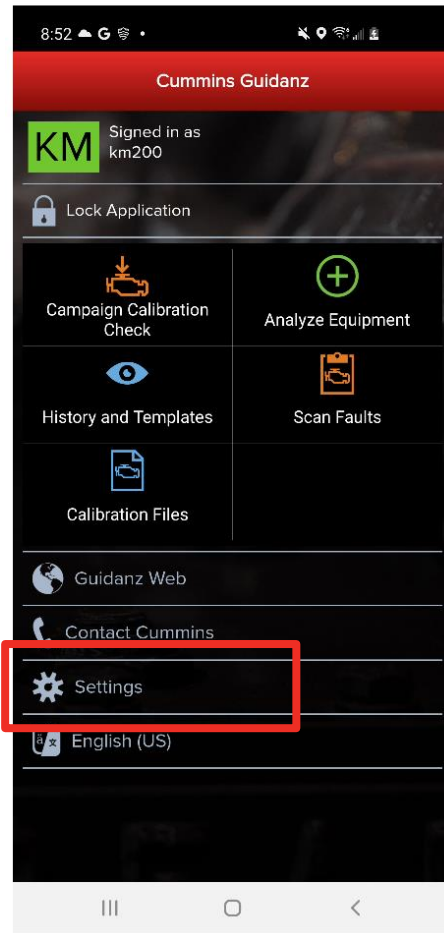 8:52
G
Cummins Guidanz
KM
Signed in as
km200
Lock Application
Campaign Calibration
Check
Analyze Equipment
History and Templates
Scan Faults
Calibration Files
Guidanz Web
Contact Cummins
Settings
English (US)